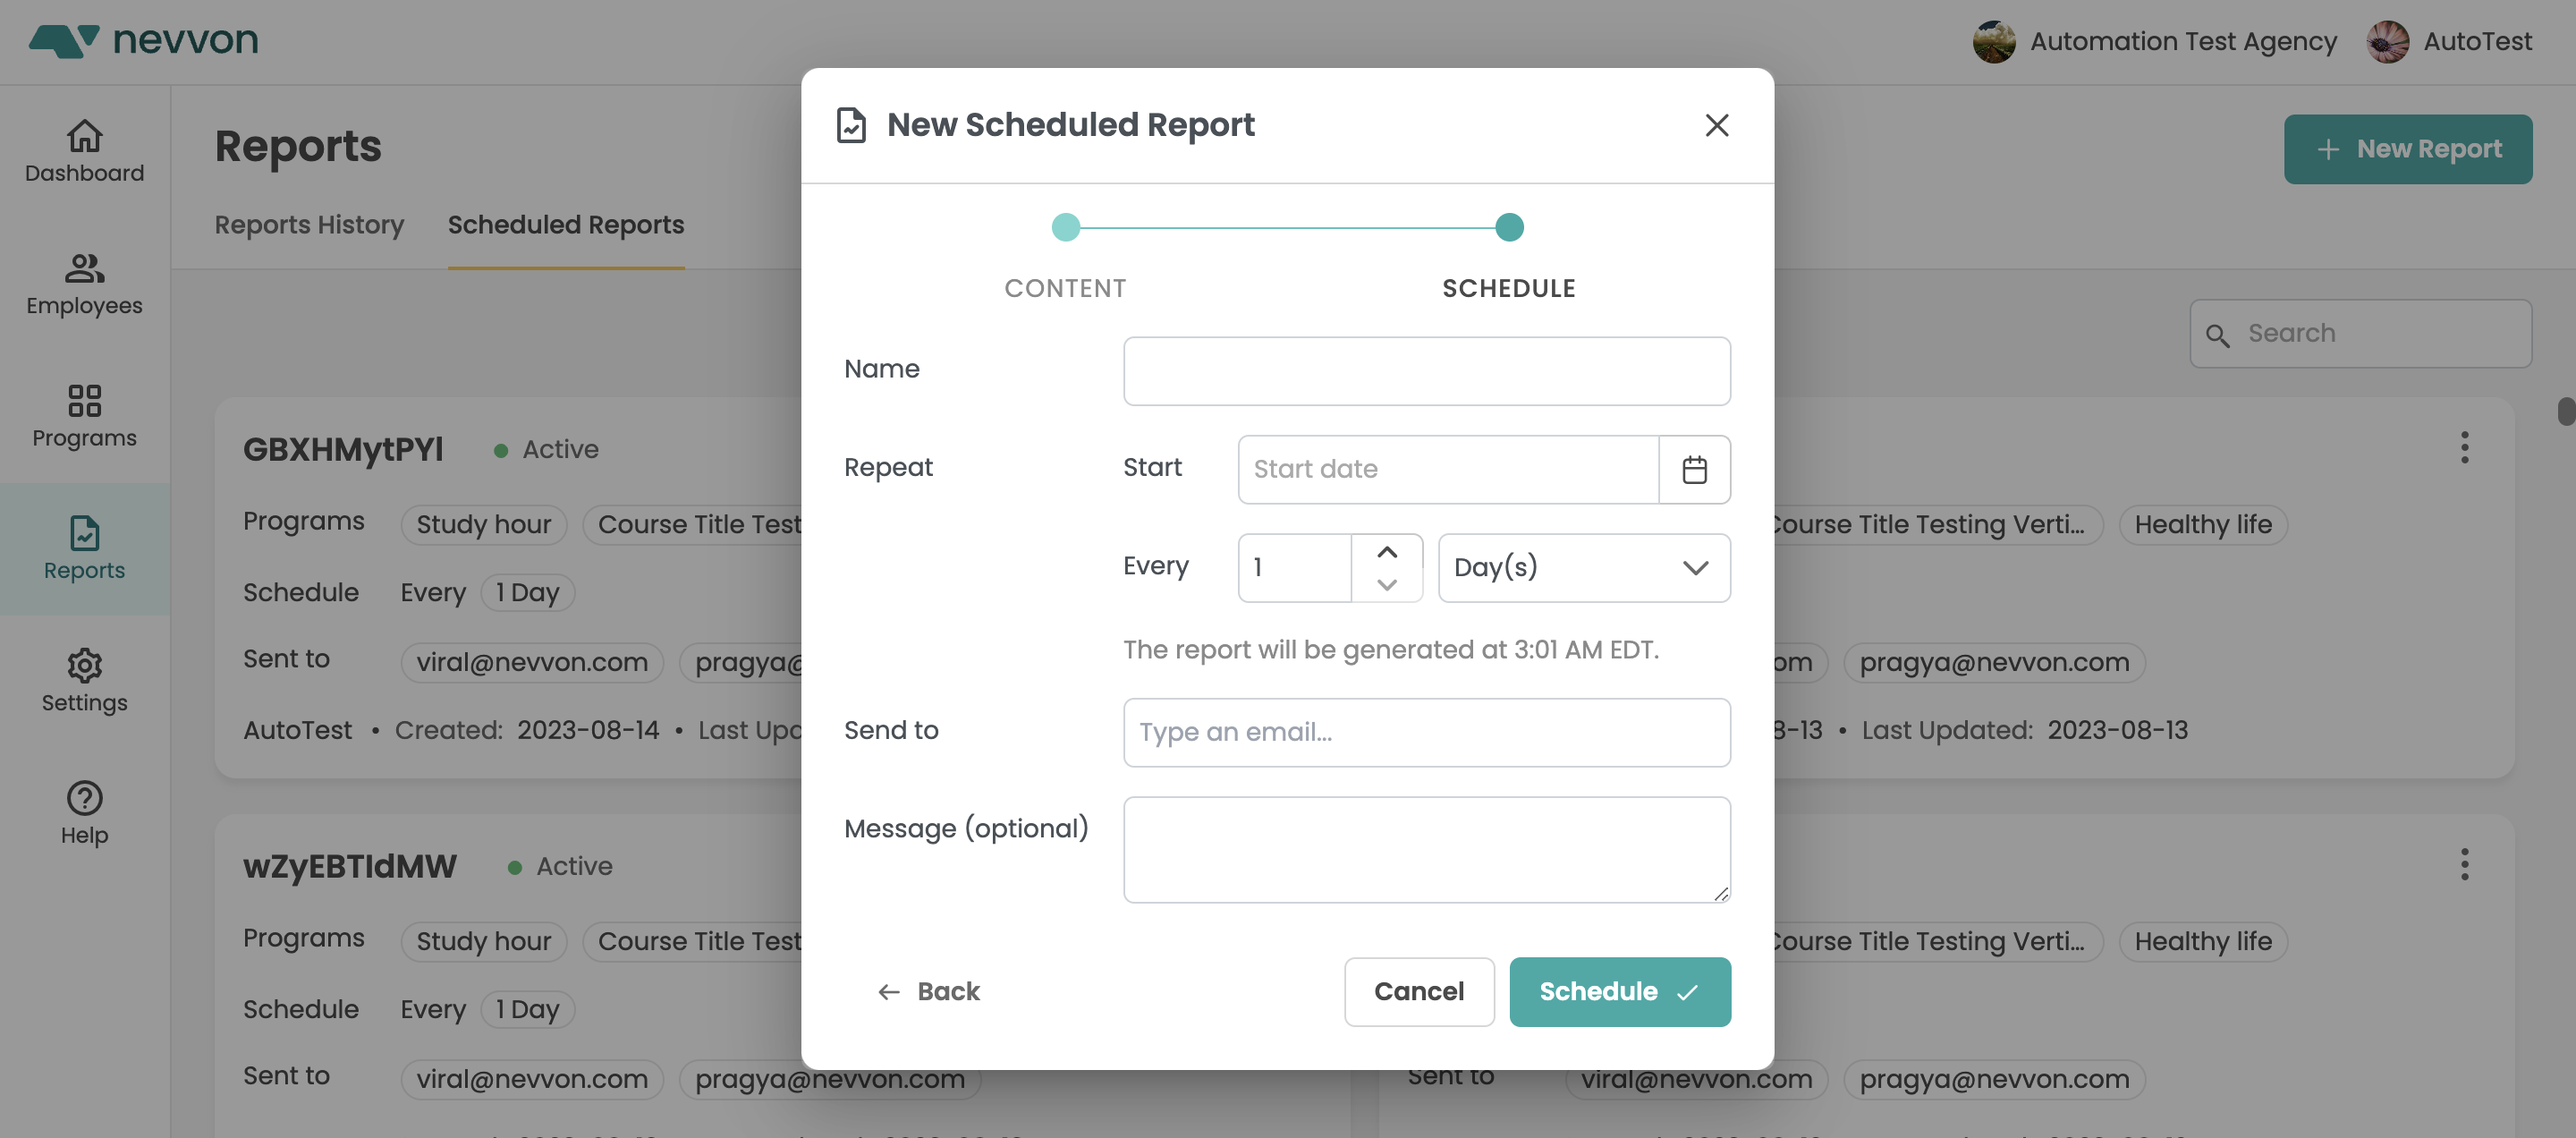 nevvon
Automation Test Agency
AutoTest
Dashboard
Employees
Programs
Reports
Settings
Help
Reports
New Report
Reports History
Scheduled Reports
Search
GBXHMytPYl
Active
Programs
Study hour
Course Title Test
Schedule
Every
1 Day
Sent to
viral@nevvon.com
pragya@
AutoTest • Created: 2023-08-14 • Last Upd
Course Title Testing Verti...
Healthy life
om
pragya@nevvon.com
8-13 • Last Updated: 2023-08-13
wZyEBTIdMW
Active
Programs
Study hour
Course Title Test
Schedule
Every
1 Day
Sent to
viral@nevvon.com
pragya@nevvon.com
Course Title Testing Verti...
Healthy life
Sent to
viral@nevvon.com
pragya@nevvon.com
New Scheduled Report
CONTENT
SCHEDULE
Name
Repeat
Start
Start date
Every
1
Day(s)
The report will be generated at 3:01 AM EDT.
Send to
Type an email...
Message (optional)
Back
Cancel
Schedule